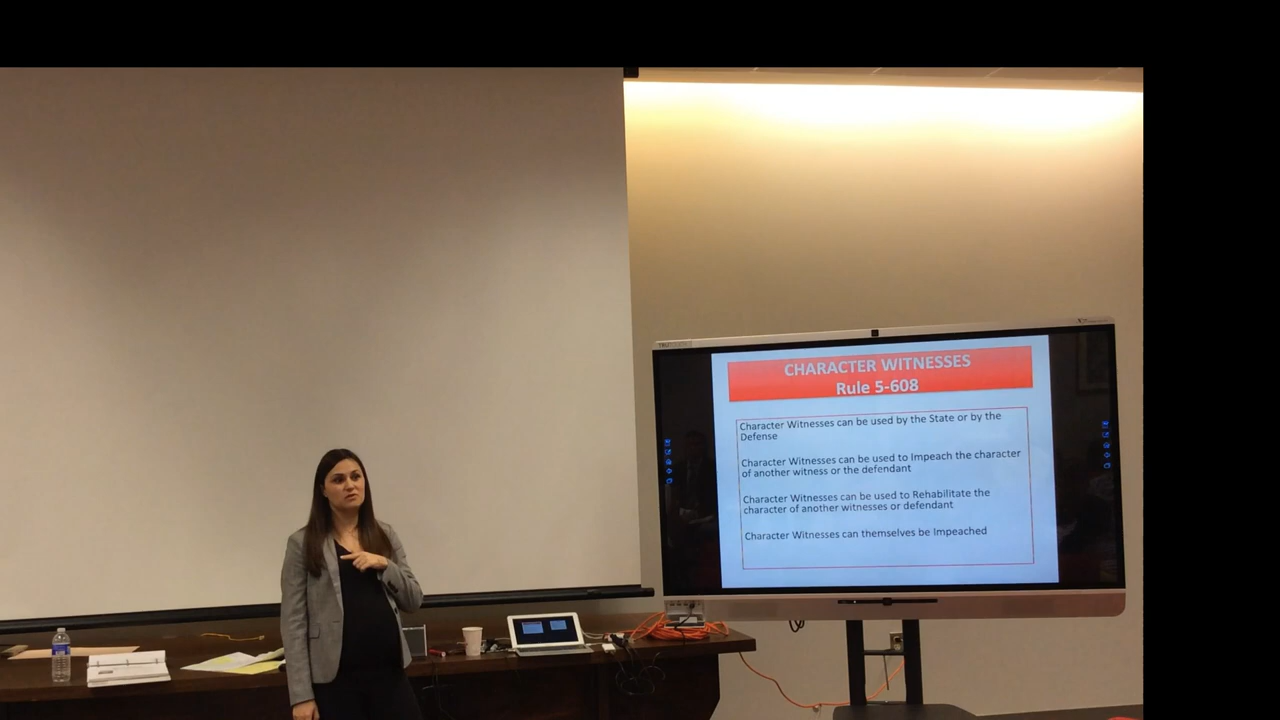 CHARACTER WITNESSES
Rule 5-608
Character Witnesses can be used by the State or by the
Defense
Character Witnesses can be used to Impeach the character
of another witness or the defendant
Character Witnesses can be used to Rehabilitate the
character of another witnesses or defendant
Character Witnesses can themselves be Impeached